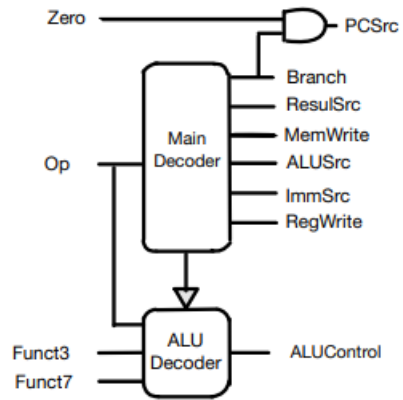 Zero
PCSrc
Branch
ResulSrc
Main
Decoder
MemWrite
Op
ALUSrc
ImmSrc
RegWrite
ALU
Decoder
Funct3
ALUControl
Funct7